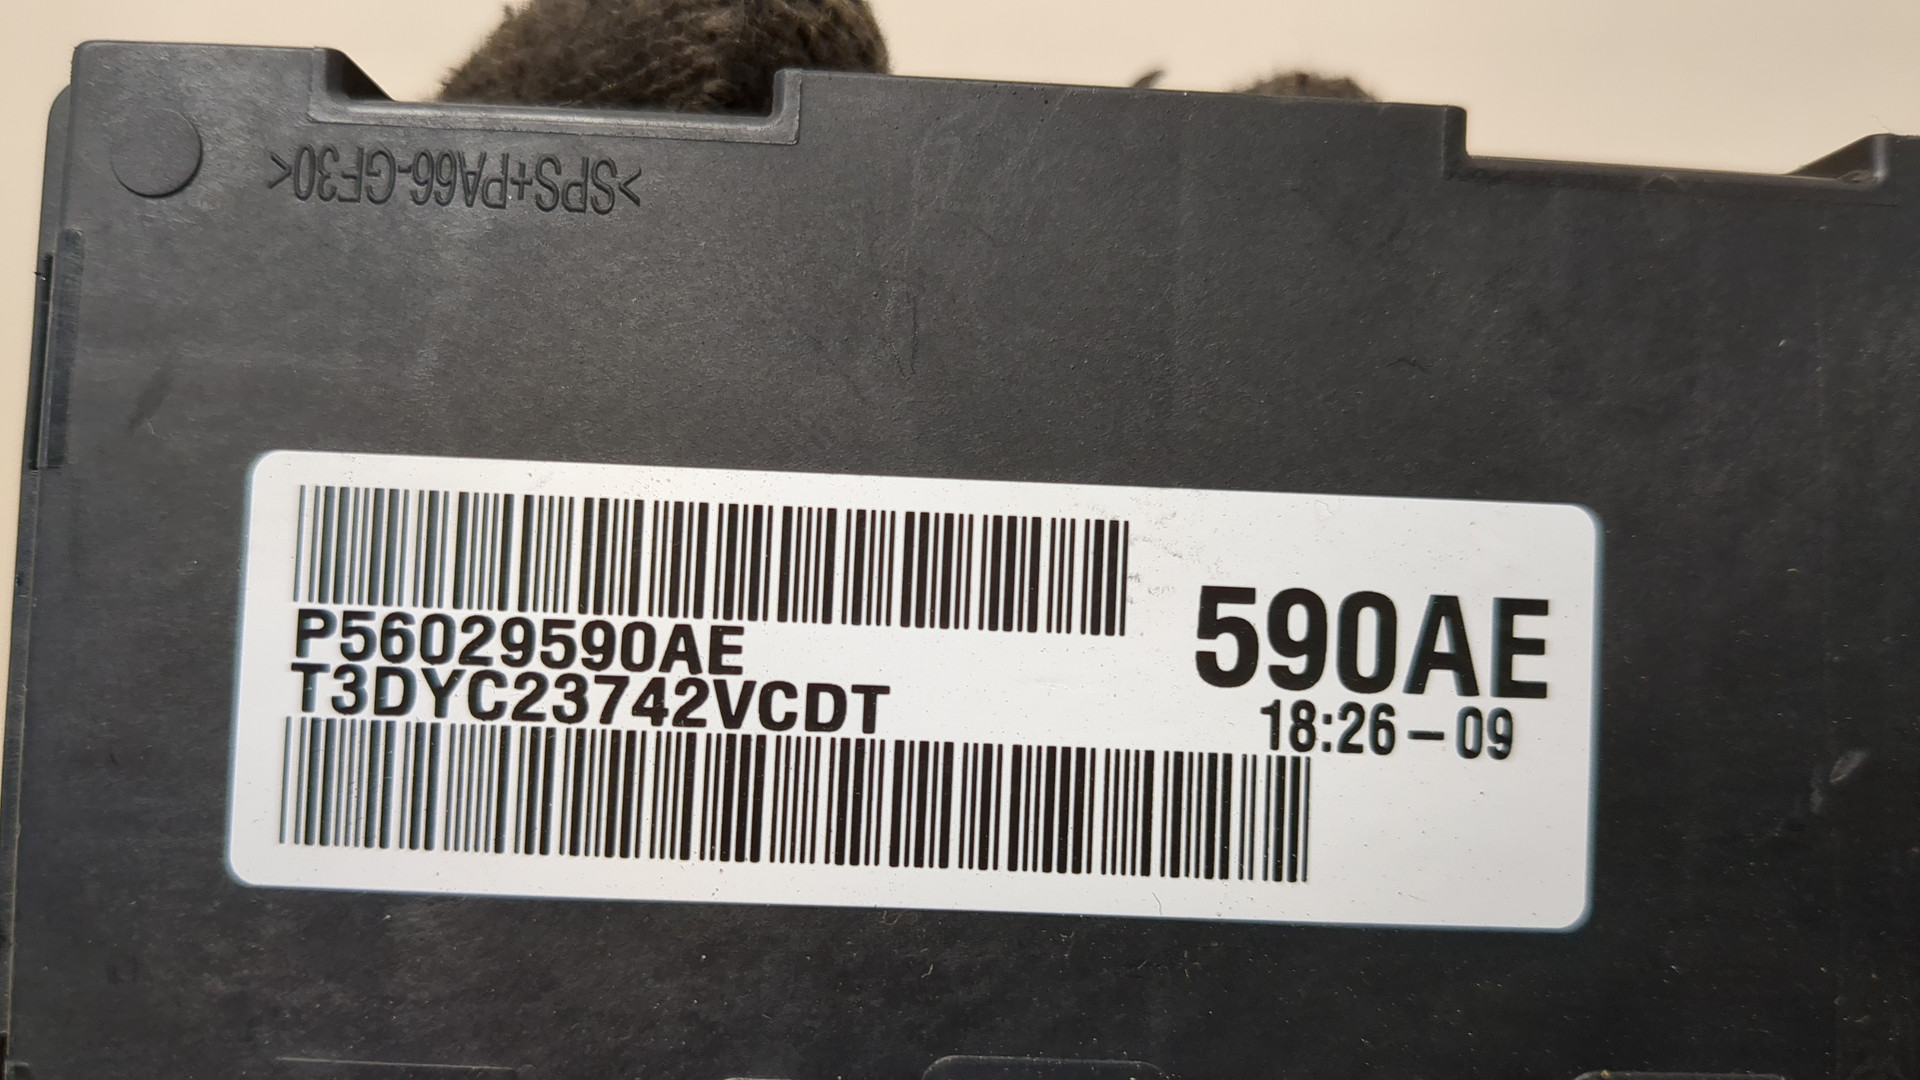 >SPS+PA66-GF30<
P56029590AE
T3DYC23742VCDT
590AE
18:26-09